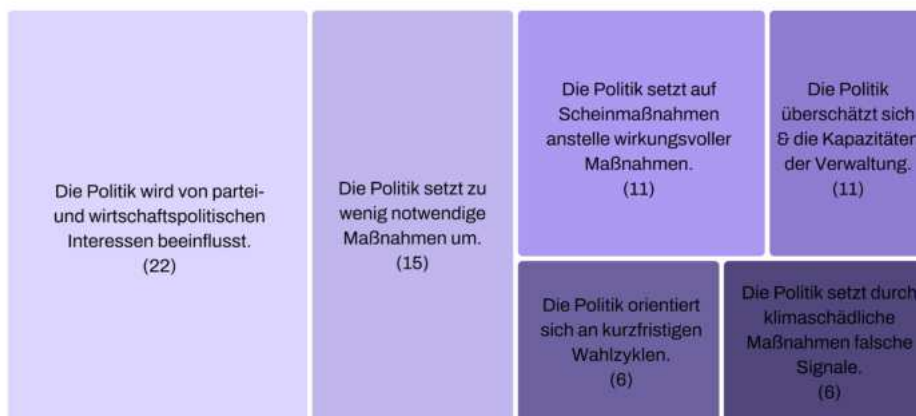 Die Politik wird von partei-
und wirtschaftspolitischen
Interessen beeinflusst.
(22)
Die Politik setzt zu
wenig notwendige
Maßnahmen um.
(15)
Die Politik setzt auf
Scheinmaßnahmen
anstelle wirkungsvoller
Maßnahmen.
(11)
Die Politik
überschätzt sich
& die Kapazitäten
der Verwaltung.
(11)
Die Politik orientiert
sich an kurzfristigen
Wahlzyklen.
(6)
Die Politik setzt durch
klimaschädliche
Maßnahmen falsche
Signale.
(6)